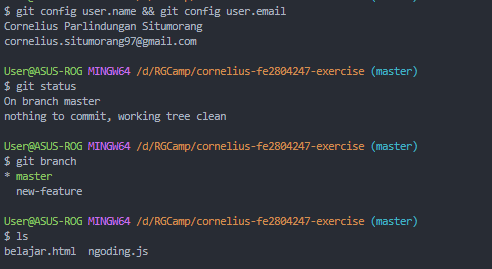 $ git config user.name && git config user.email
Cornelius Parlindungan Situmorang
cornelius.situmorang97@gmail.com
User@ASUS-ROG MINGW64 /d/RGCamp/cornelius-fe2804247-exercise (master)
$ git status
On branch master
nothing to commit, working tree clean
User@ASUS-ROG MINGW64 /d/RGCamp/cornelius-fe2804247-exercise (master)
$ git branch
* master
  new-feature
User@ASUS-ROG MINGW64 /d/RGCamp/cornelius-fe2804247-exercise (master)
$ ls
belajar.html  ngoding.js